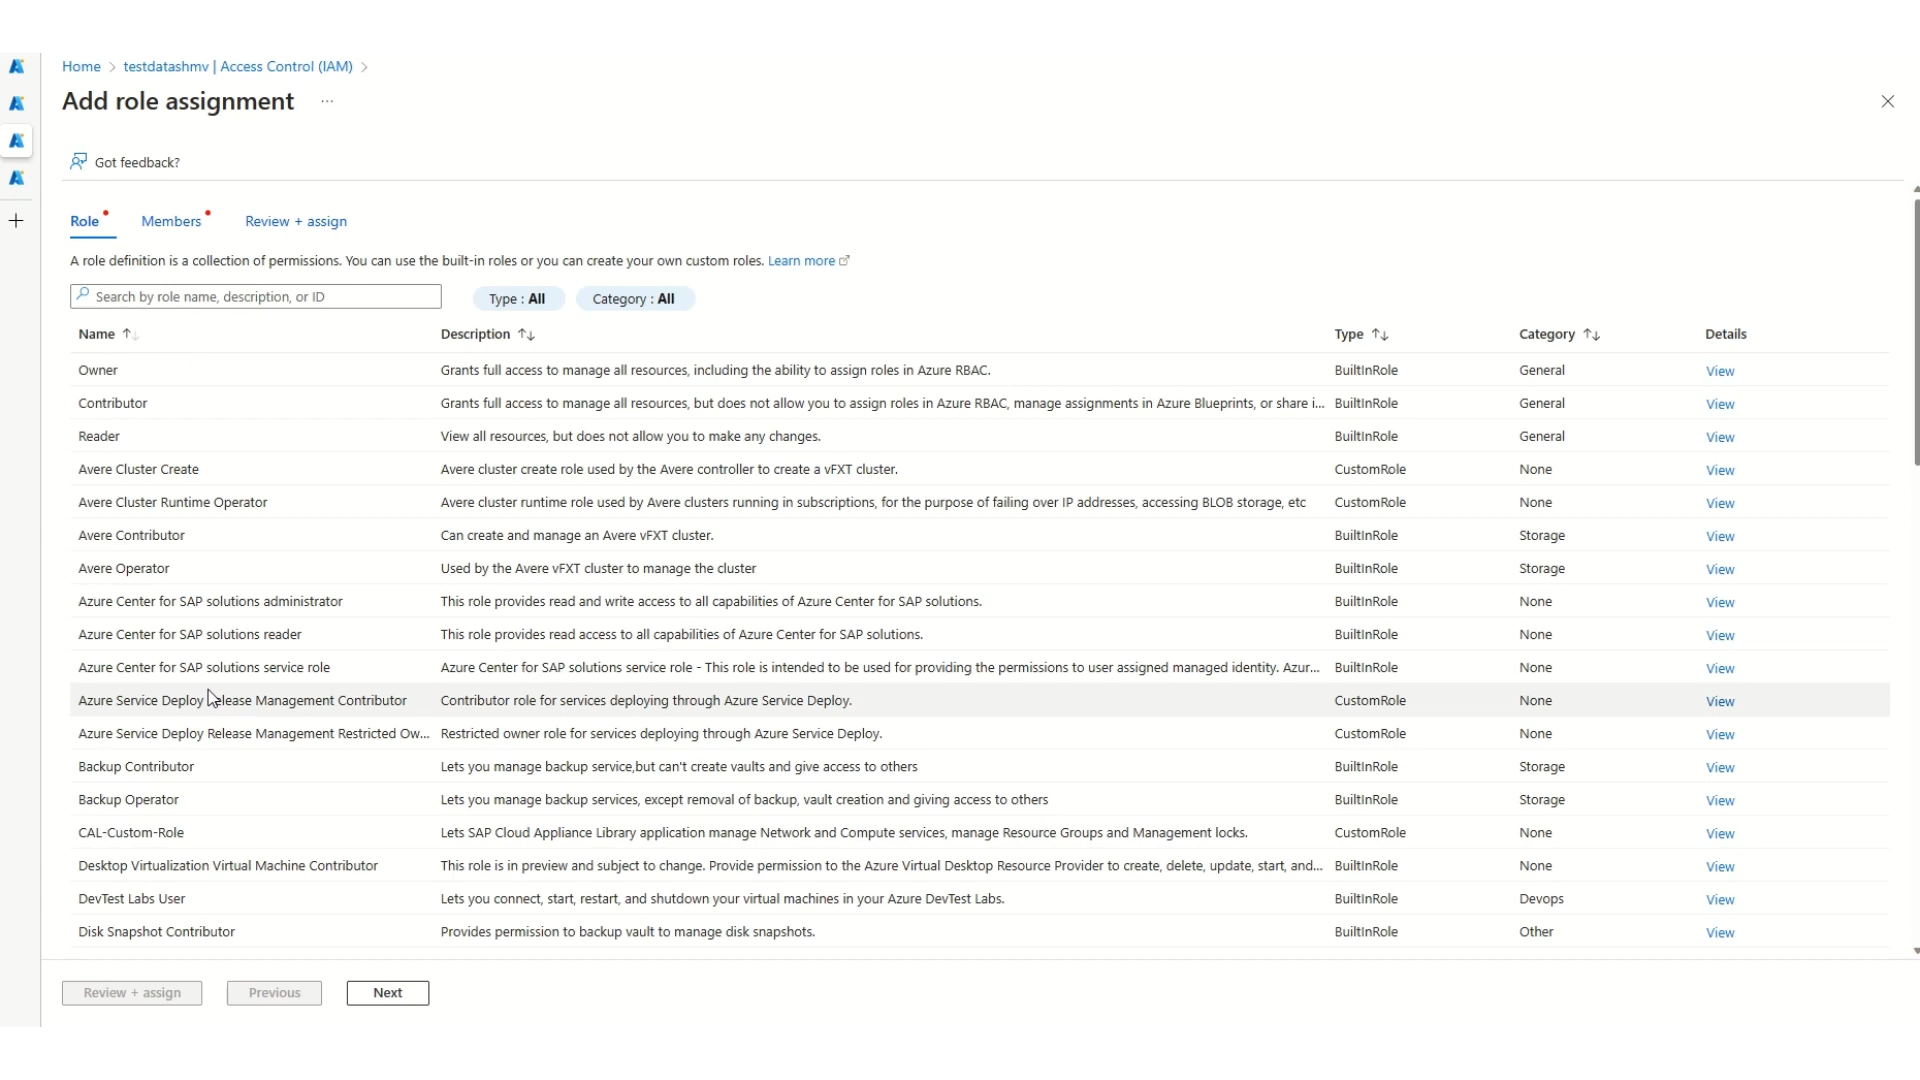 Home > testdatashmv | Access Control (IAM) >
Add role assignment ...
Got feedback?
Role Members Review + assign
A role definition is a collection of permissions. You can use the built-in roles or you can create your own custom roles. Learn more
Search by role name, description, or ID Type : All Category : All
Name Description Type Category Details
Owner Grants full access to manage all resources, including the ability to assign roles in Azure RBAC. BuiltInRole General View
Contributor Grants full access to manage all resources, but does not allow you to assign roles in Azure RBAC, manage assignments in Azure Blueprints, or share i... BuiltInRole General View
Reader View all resources, but does not allow you to make any changes. BuiltInRole General View
Avere Cluster Create Avere cluster create role used by the Avere controller to create a vFXT cluster. CustomRole None View
Avere Cluster Runtime Operator Avere cluster runtime role used by Avere clusters running in subscriptions, for the purpose of failing over IP addresses, accessing BLOB storage, etc CustomRole None View
Avere Contributor Can create and manage an Avere vFXT cluster. BuiltInRole Storage View
Avere Operator Used by the Avere vFXT cluster to manage the cluster BuiltInRole Storage View
Azure Center for SAP solutions administrator This role provides read and write access to all capabilities of Azure Center for SAP solutions. BuiltInRole None View
Azure Center for SAP solutions reader This role provides read access to all capabilities of Azure Center for SAP solutions. BuiltInRole None View
Azure Center for SAP solutions service role Azure Center for SAP solutions service role - This role is intended to be used for providing the permissions to user assigned managed identity. Azur... BuiltInRole None View
Azure Service Deploy Release Management Contributor Contributor role for services deploying through Azure Service Deploy. CustomRole None View
Azure Service Deploy Release Management Restricted Ow... Restricted owner role for services deploying through Azure Service Deploy. CustomRole None View
Backup Contributor Lets you manage backup service,but can't create vaults and give access to others BuiltInRole Storage View
Backup Operator Lets you manage backup services, except removal of backup, vault creation and giving access to others BuiltInRole Storage View
CAL-Custom-Role Lets SAP Cloud Appliance Library application manage Network and Compute services, manage Resource Groups and Management locks. CustomRole None View
Desktop Virtualization Virtual Machine Contributor This role is in preview and subject to change. Provide permission to the Azure Virtual Desktop Resource Provider to create, delete, update, start, and... BuiltInRole None View
DevTest Labs User Lets you connect, start, restart, and shutdown your virtual machines in your Azure DevTest Labs. BuiltInRole Devops View
Disk Snapshot Contributor Provides permission to backup vault to manage disk snapshots. BuiltInRole Other View
Review + assign Previous Next